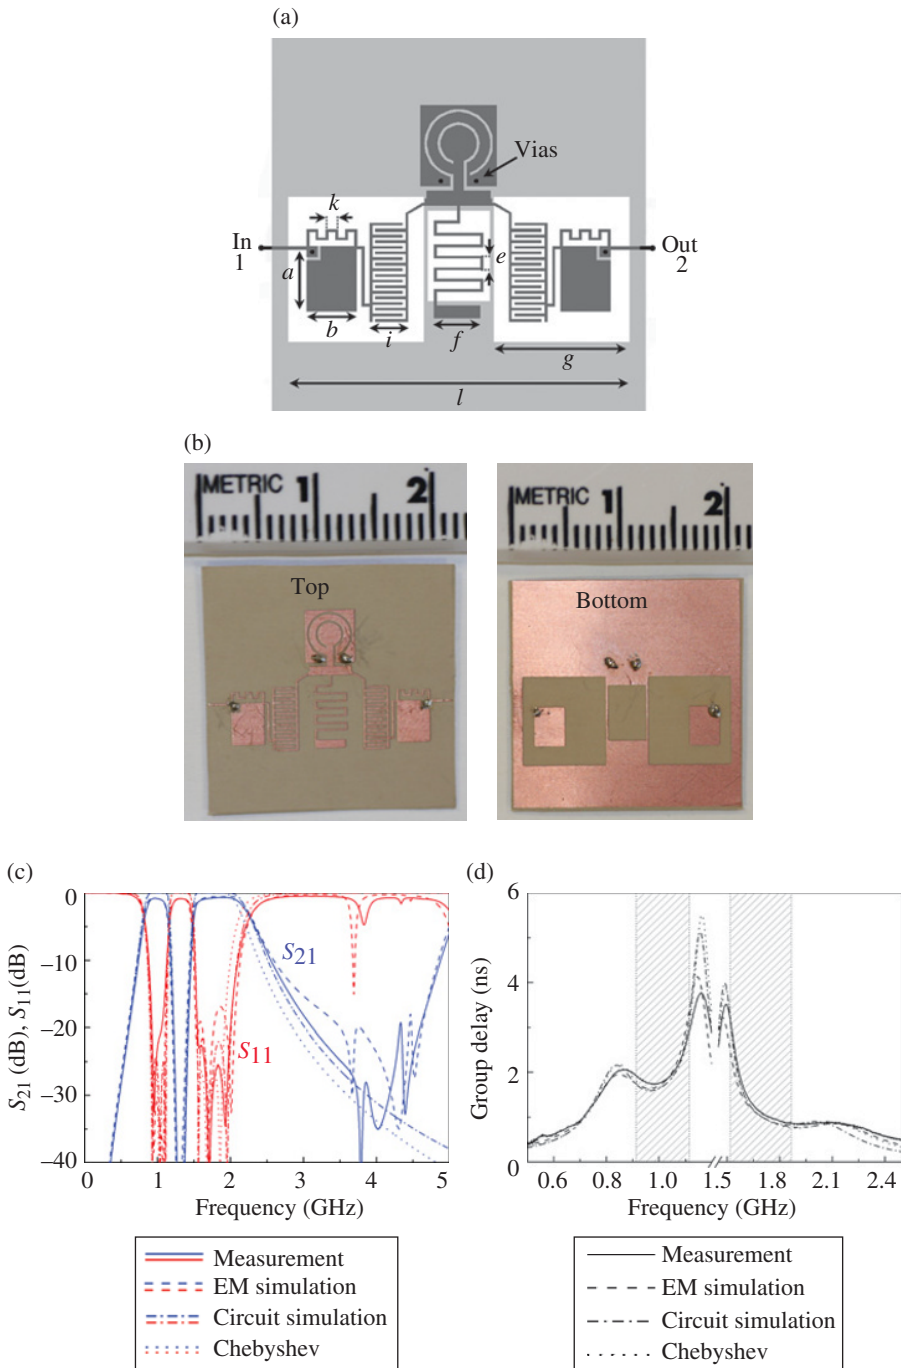 (a)
Vias
k
In
1
Out
2
a
e
b
i
f
g
l
(b)
METRIC 1 2
Top
METRIC 1 2
Bottom
(c)
S21 (dB), S11(dB)
0
−10
−20
−30
−40
S21
S11
0 1 2 3 4 5
Frequency (GHz)
Measurement
EM simulation
Circuit simulation
Chebyshev
(d)
Group delay (ns)
6
4
2
0
0.6 0.8 1.0 1.5 1.8 2.1 2.4
Frequency (GHz)
Measurement
EM simulation
Circuit simulation
Chebyshev